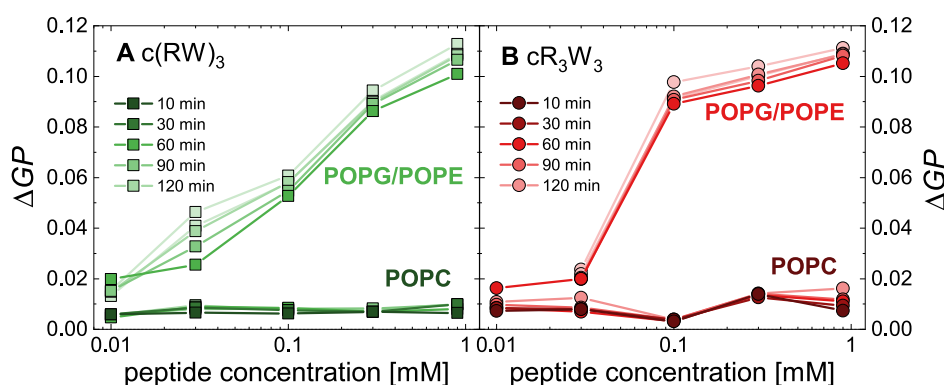 A c(RW)₃
10 min
30 min
60 min
90 min
120 min
POPG/POPE
POPC
ΔGP
0.12
0.10
0.08
0.06
0.04
0.02
0.00
0.01
0.1
1
peptide concentration [mM]
B cR₃W₃
10 min
30 min
60 min
90 min
120 min
POPG/POPE
POPC
0.01
0.1
1
peptide concentration [mM]
0.12
0.10
0.08
0.06
0.04
0.02
0.00
ΔGP